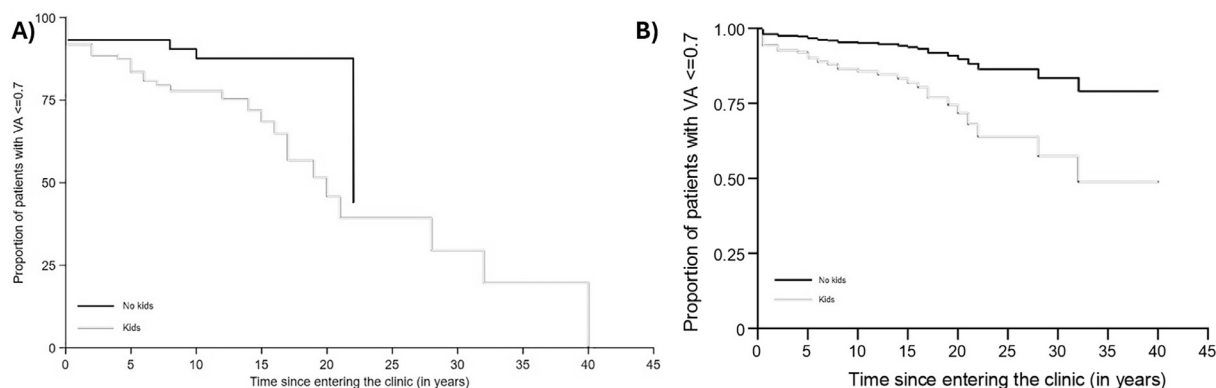 A)
Proportion of patients with VA <=0.7
100
75
50
25
0
No kids
Kids
0 5 10 15 20 25 30 35 40 45
Time since entering the clinic (in years)
B)
Proportion of patients with VA <=0.7
1.00
0.75
0.50
0.25
0
No kids
Kids
0 5 10 15 20 25 30 35 40 45
Time since entering the clinic (in years)